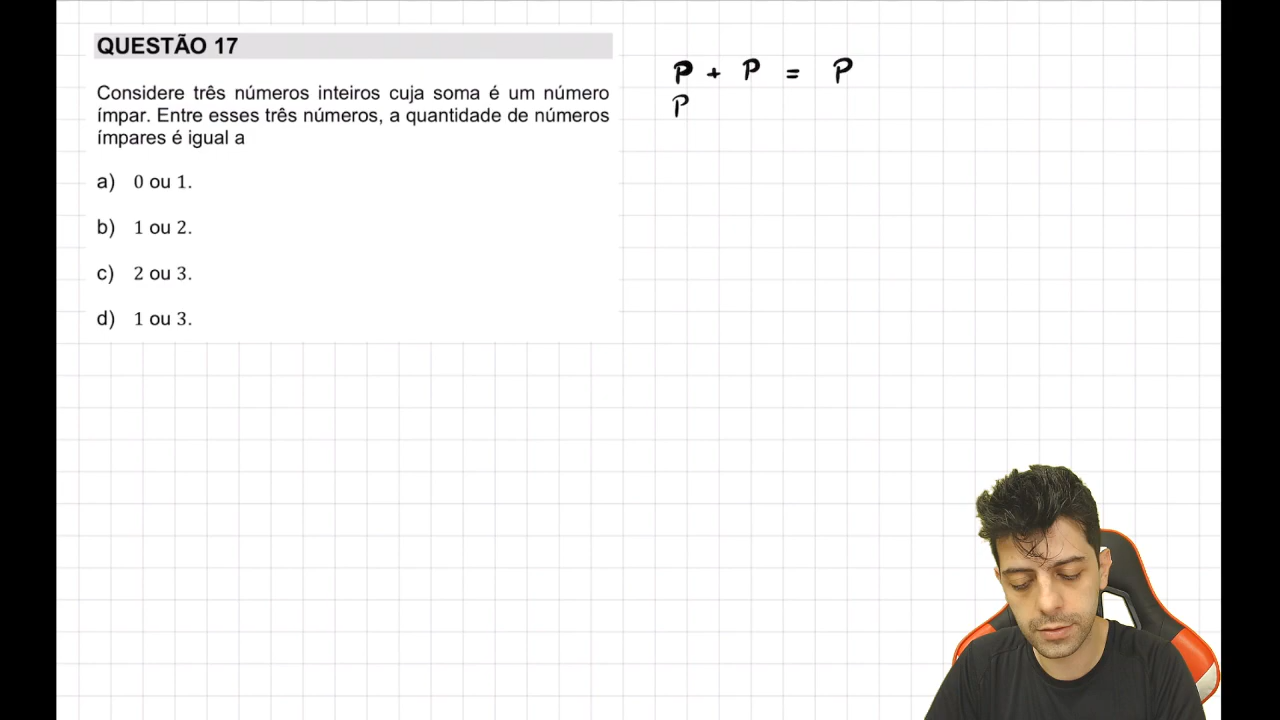 QUESTÃO 17
Considere três números inteiros cuja soma é um número
ímpar. Entre esses três números, a quantidade de números
ímpares é igual a
a) 0 ou 1.
b) 1 ou 2.
c) 2 ou 3.
d) 1 ou 3.
P + P = P
P